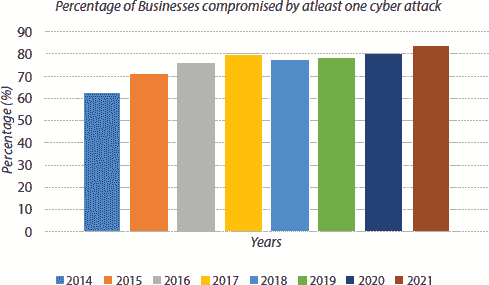 Percentage of Businesses compromised by atleast one cyber attack
Percentage (%)
90
80
70
60
50
40
30
20
10
0
Years
2014 2015 2016 2017 2018 2019 2020 2021